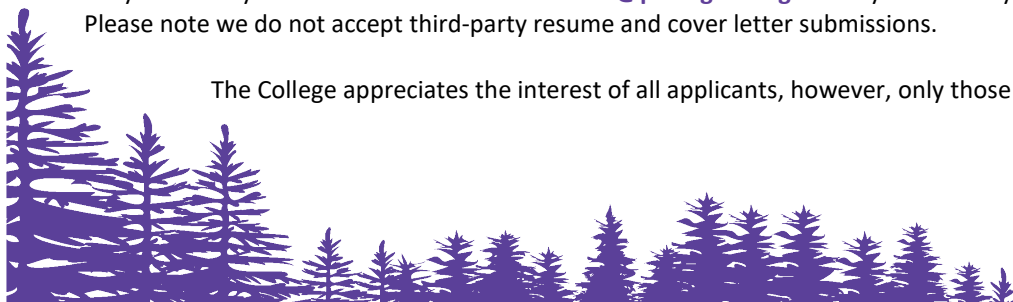 Please note we do not accept third-party resume and cover letter submissions.
The College appreciates the interest of all applicants, however, only those